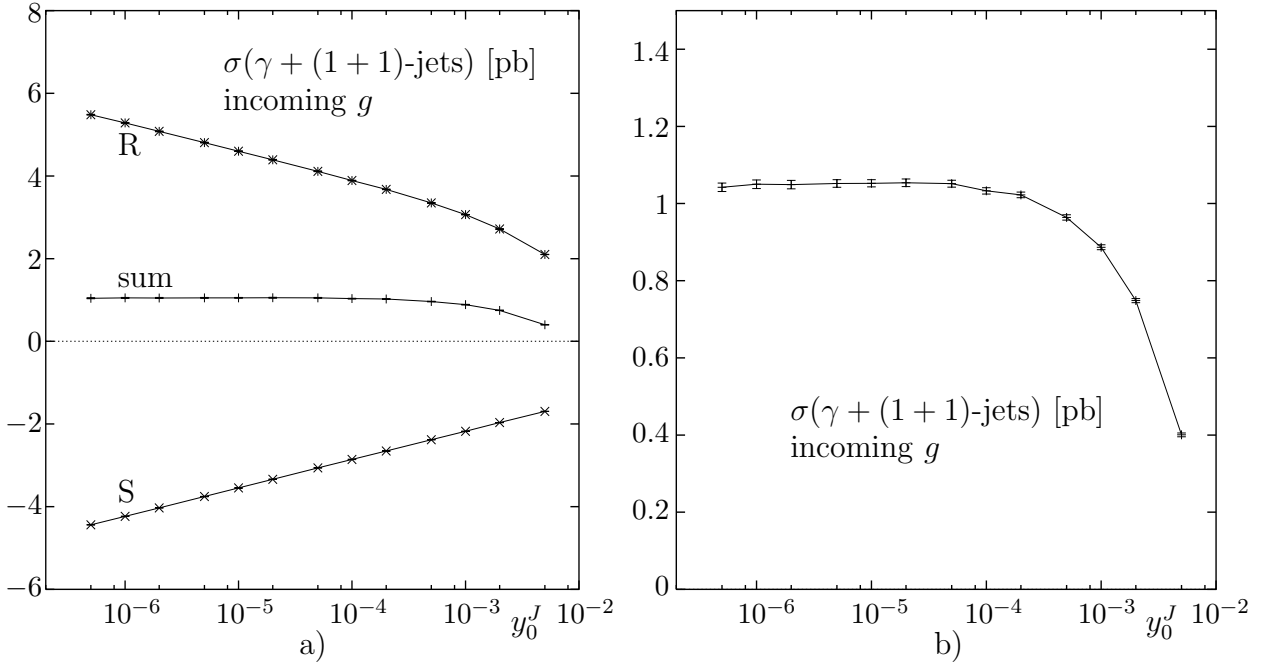 8
6
4
2
0
−2
−4
−6
σ(γ + (1 + 1)-jets) [pb]
incoming g
R
sum
S
10⁻⁶ 10⁻⁵ 10⁻⁴ 10⁻³ y₀ᴶ 10⁻²
a)
1.4
1.2
1
0.8
0.6
0.4
0.2
0
σ(γ + (1 + 1)-jets) [pb]
incoming g
10⁻⁶ 10⁻⁵ 10⁻⁴ 10⁻³ y₀ᴶ 10⁻²
b)